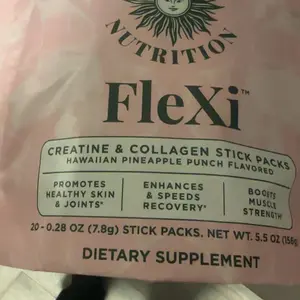 NUTRITION
FleXi™
CREATINE & COLLAGEN STICK PACKS
HAWAIIAN PINEAPPLE PUNCH FLAVORED
PROMOTES
HEALTHY SKIN
& JOINTS*
ENHANCES
& SPEEDS
RECOVERY*
BOOSTS
MUSCLE
STRENGTH*
20-0.28 OZ (7.8g) STICK PACKS. NET WT. 5.5 OZ (156g)
DIETARY SUPPLEMENT